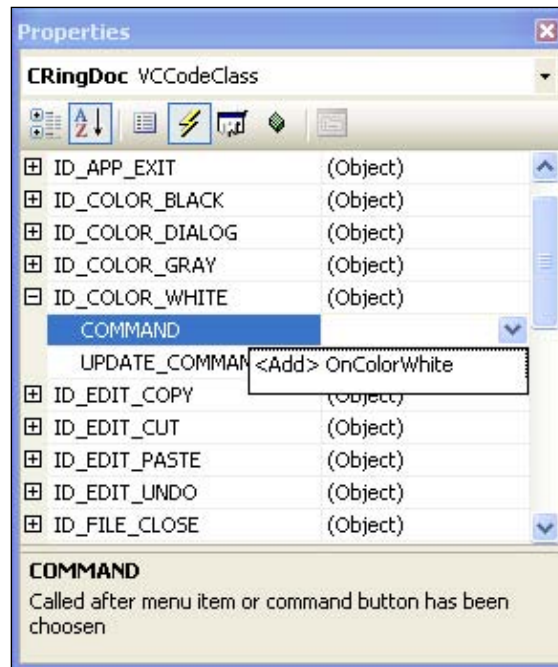 Properties
CRingDoc VCCodeClass
ID_APP_EXIT (Object)
ID_COLOR_BLACK (Object)
ID_COLOR_DIALOG (Object)
ID_COLOR_GRAY (Object)
ID_COLOR_WHITE (Object)
COMMAND
UPDATE_COMMAN <Add> OnColorWhite
ID_EDIT_COPY (Object)
ID_EDIT_CUT (Object)
ID_EDIT_PASTE (Object)
ID_EDIT_UNDO (Object)
ID_FILE_CLOSE (Object)
COMMAND
Called after menu item or command button has been
choosen